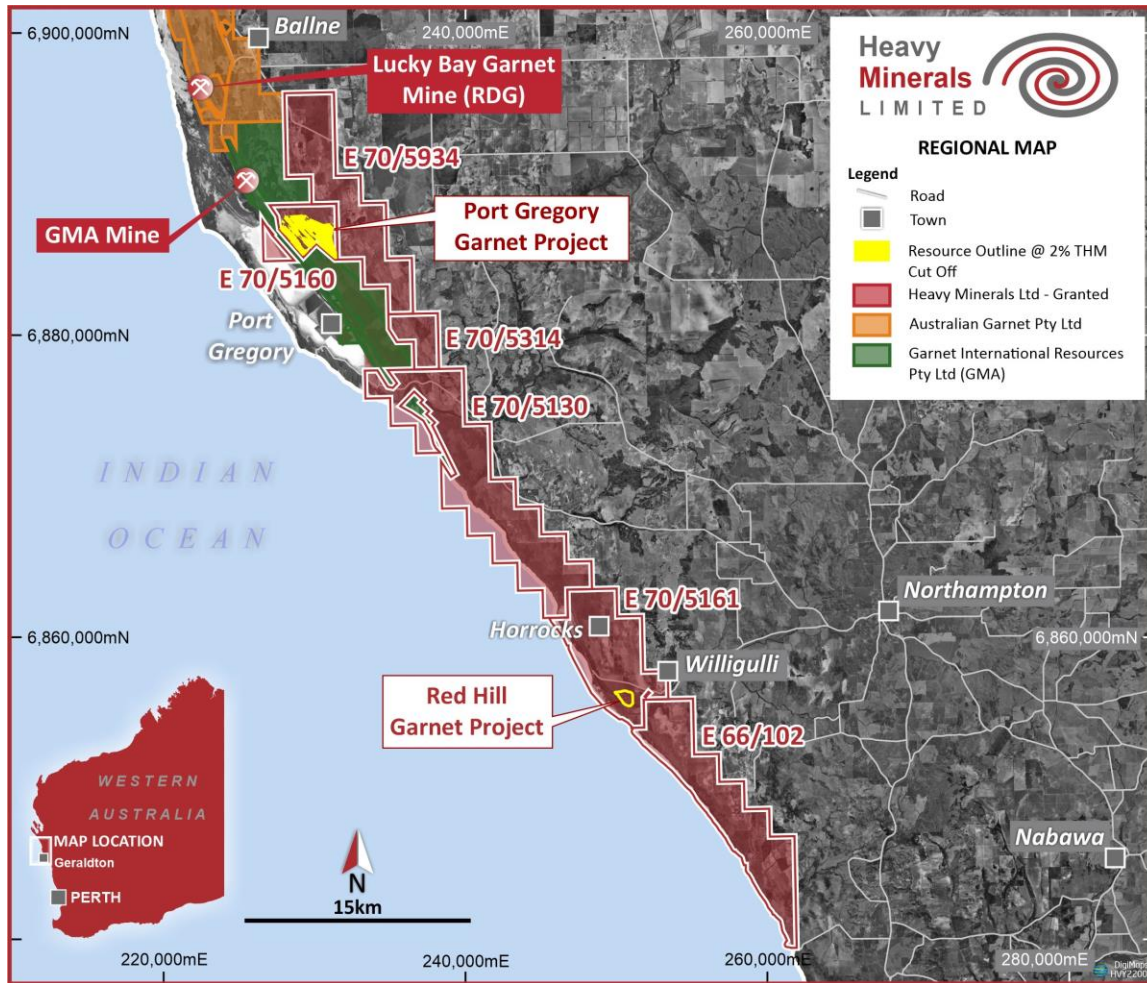 6,900,000mN
Ballne
240,000mE
260,000mE
Lucky Bay Garnet
Mine (RDG)
E 70/5934
GMA Mine
Port Gregory
Garnet Project
E 70/5160
Port
Gregory
6,880,000mN
E 70/5314
E 70/5130
INDIAN
OCEAN
E 70/5161
Northampton
Horrocks
6,860,000mN
6,860,000mN
Willigulli
Red Hill
Garnet Project
E 66/102
Nabawa
Heavy
Minerals
LIMITED
REGIONAL MAP
Legend
Road
Town
Resource Outline @ 2% THM
Cut Off
Heavy Minerals Ltd - Granted
Australian Garnet Pty Ltd
Garnet International Resources
Pty Ltd (GMA)
WESTERN
AUSTRALIA
MAP LOCATION
Geraldton
PERTH
N
15km
220,000mE
240,000mE
260,000mE
280,000mE
DigiMaps